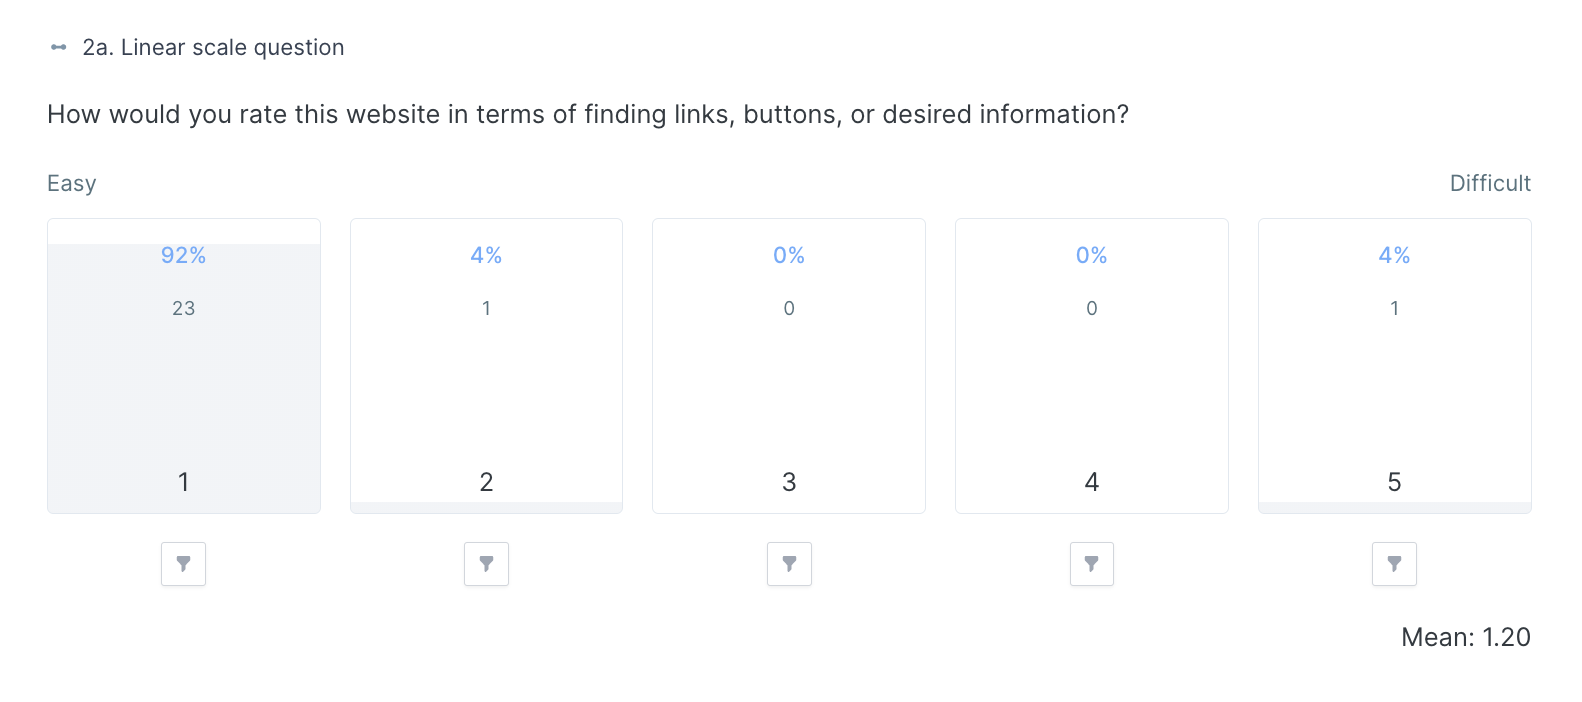 2a. Linear scale question
How would you rate this website in terms of finding links, buttons, or desired information?
Easy Difficult
92% 4% 0% 0% 4%
23 1 0 0 1
1 2 3 4 5
Mean: 1.20